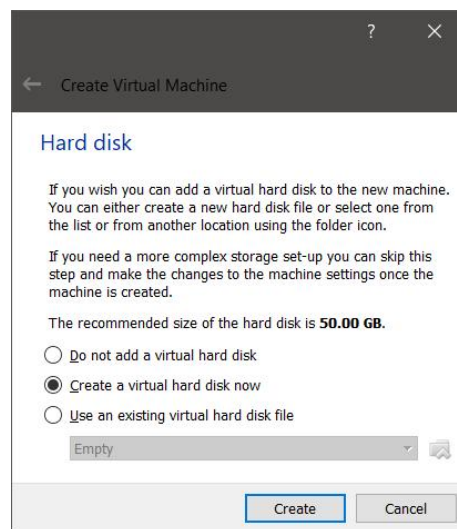 ?
Create Virtual Machine
Hard disk
If you wish you can add a virtual hard disk to the new machine.
You can either create a new hard disk file or select one from
the list or from another location using the folder icon.
If you need a more complex storage set-up you can skip this
step and make the changes to the machine settings once the
machine is created.
The recommended size of the hard disk is 50.00 GB.
Do not add a virtual hard disk
Create a virtual hard disk now
Use an existing virtual hard disk file
Empty
Create Cancel